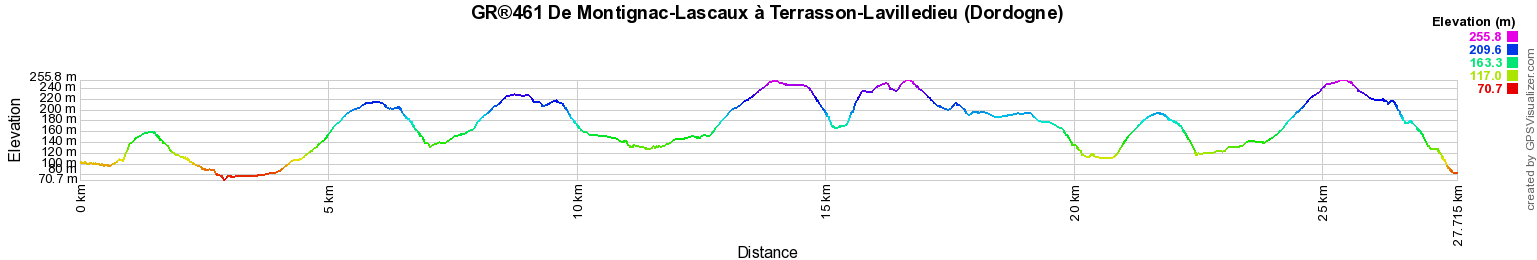 GR®461 De Montignac-Lascaux à Terrasson-Lavilledieu (Dordogne)
Elevation (m)
255.8
209.6
163.3
117.0
70.7
created by GPSVisualizer.com
Elevation
255.8 m
240 m
220 m
200 m
180 m
160 m
140 m
120 m
100 m
80 m
70.7 m
0 km
5 km
10 km
15 km
20 km
25 km
27.715 km
Distance